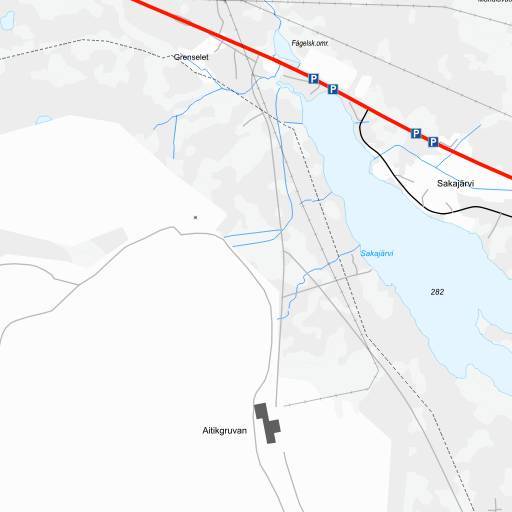 Fågelsk.omr.
Grenselet
P
P
P
P
Sakajärvi
Sakajärvi
282
Aitikgruvan